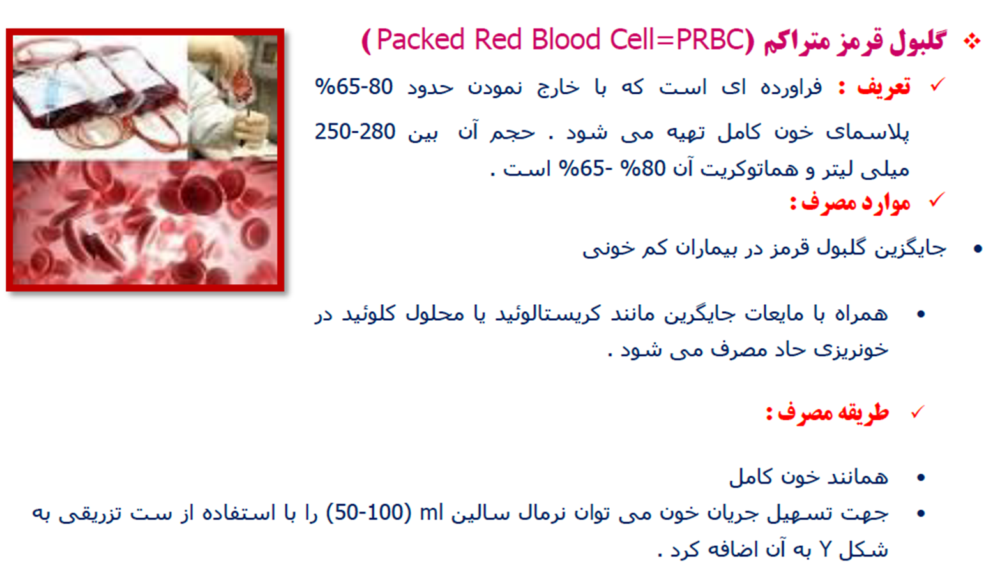 ❖ گلبول قرمز متراکم (Packed Red Blood Cell=PRBC)
✓ تعریف : فراورده ای است که با خارج نمودن حدود 80-65%
پلاسمای خون کامل تهیه می شود . حجم آن بین 280-250
میلی لیتر و هماتوکریت آن 80% -65% است .
✓ موارد مصرف :
• جایگزین گلبول قرمز در بیماران کم خونی
• همراه با مایعات جایگرین مانند کریستالوئید یا محلول کلوئید در
خونریزی حاد مصرف می شود .
✓ طریقه مصرف :
• همانند خون کامل
• جهت تسهیل جریان خون می توان نرمال سالین ml (50-100) را با استفاده از ست تزریقی به
شکل Y به آن اضافه کرد .